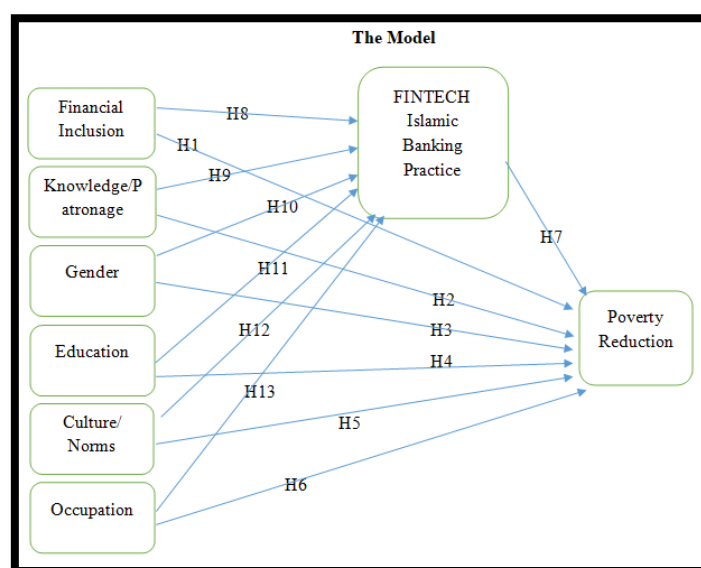 The Model
Financial
Inclusion
H8
FINTECH
Islamic
Banking
Practice
H1
Knowledge/P
atronage
H9
H10
H7
Gender
H11
H2
Poverty
Reduction
H12
H3
Education
H4
H13
Culture/
Norms
H5
H6
Occupation